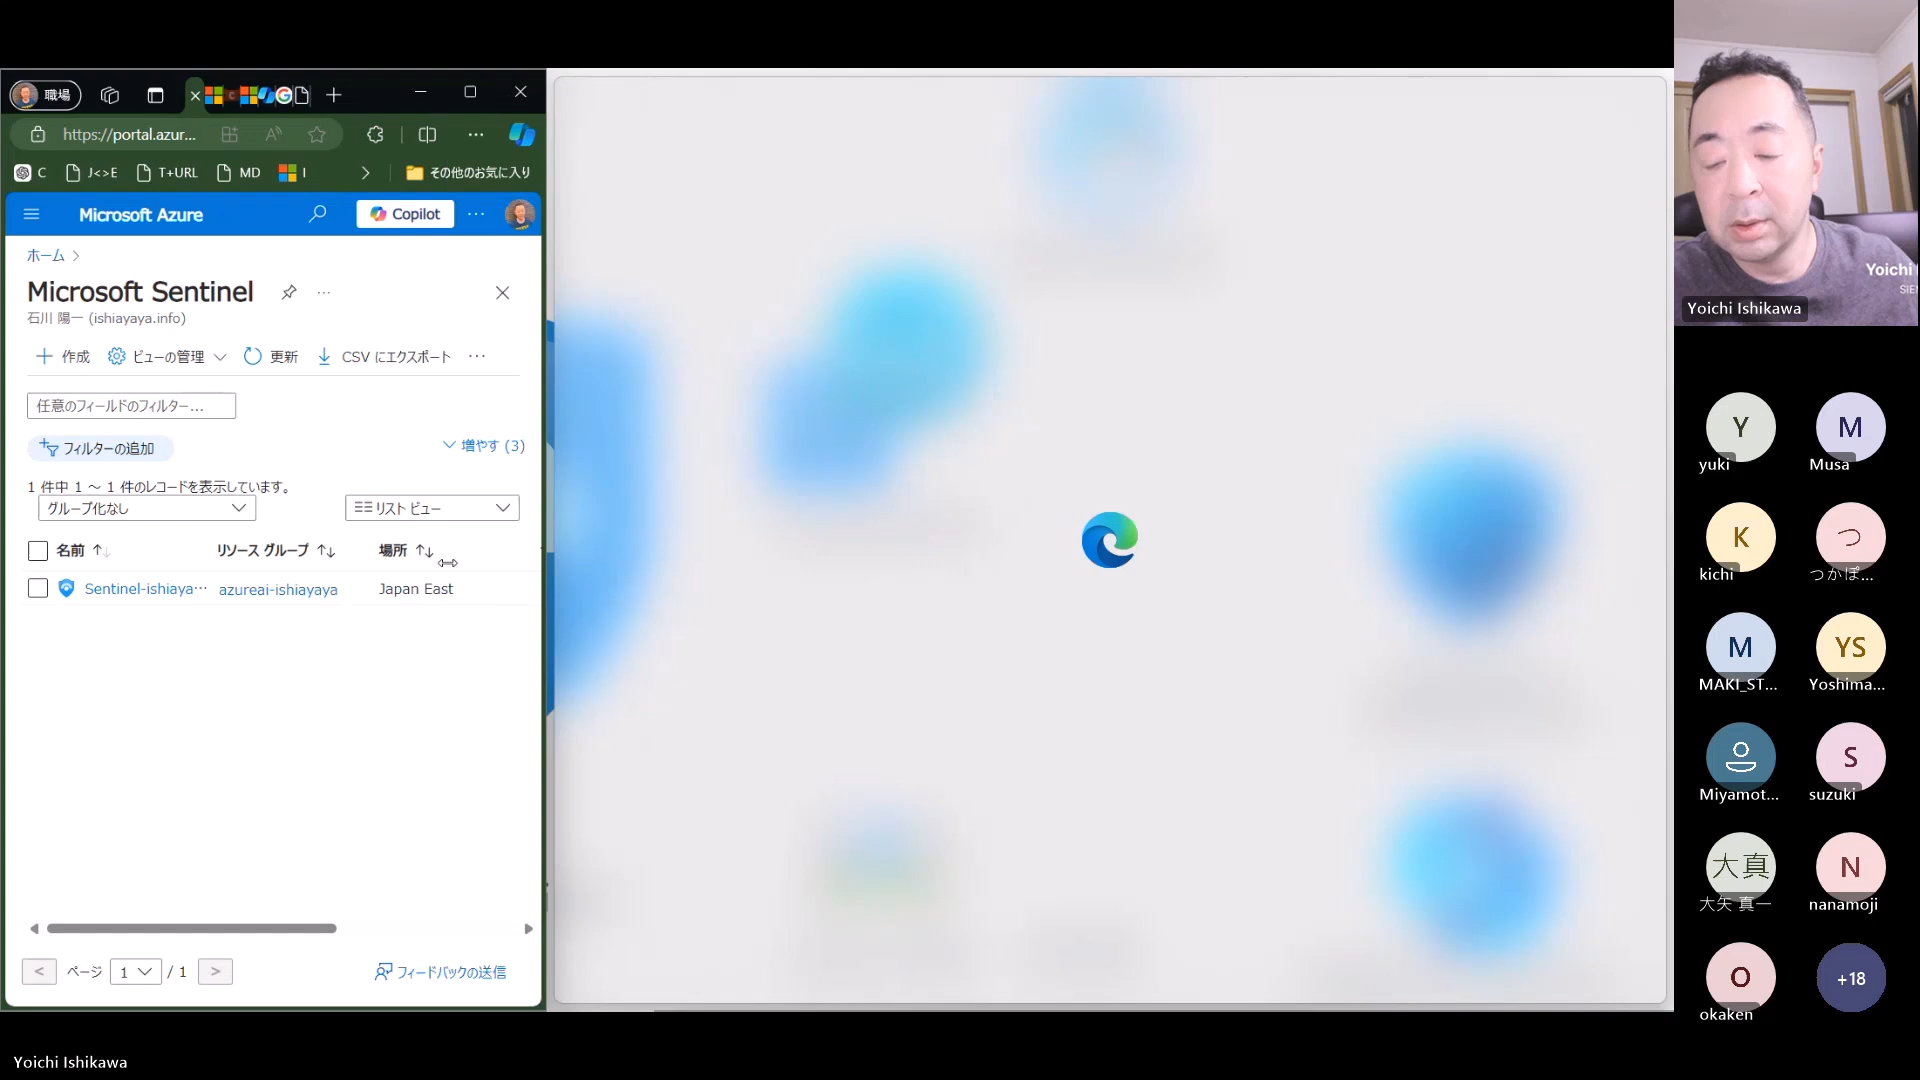 職場
https://portal.azur...
C
J<>E
T+URL
MD
I
その他のお気に入り
Microsoft Azure
Copilot
ホーム
Microsoft Sentinel
石川 陽一 (ishiayaya.info)
作成
ビューの管理
更新
CSV にエクスポート
任意のフィールドのフィルター...
フィルターの追加
増やす (3)
1 件中 1 ～ 1 件のレコードを表示しています。
グループ化なし
リスト ビュー
名前
リソース グループ
場所
Sentinel-ishiaya...
azureai-ishiayaya
Japan East
ページ
1
/ 1
フィードバックの送信
Yoichi
SIE
Yoichi Ishikawa
Y
yuki
M
Musa
K
kichi
つ
つかぽ...
M
MAKI_ST...
YS
Yoshima...
Miyamot...
S
suzuki
大真
大矢 真一
N
nanamoji
O
okaken
+18
Yoichi Ishikawa